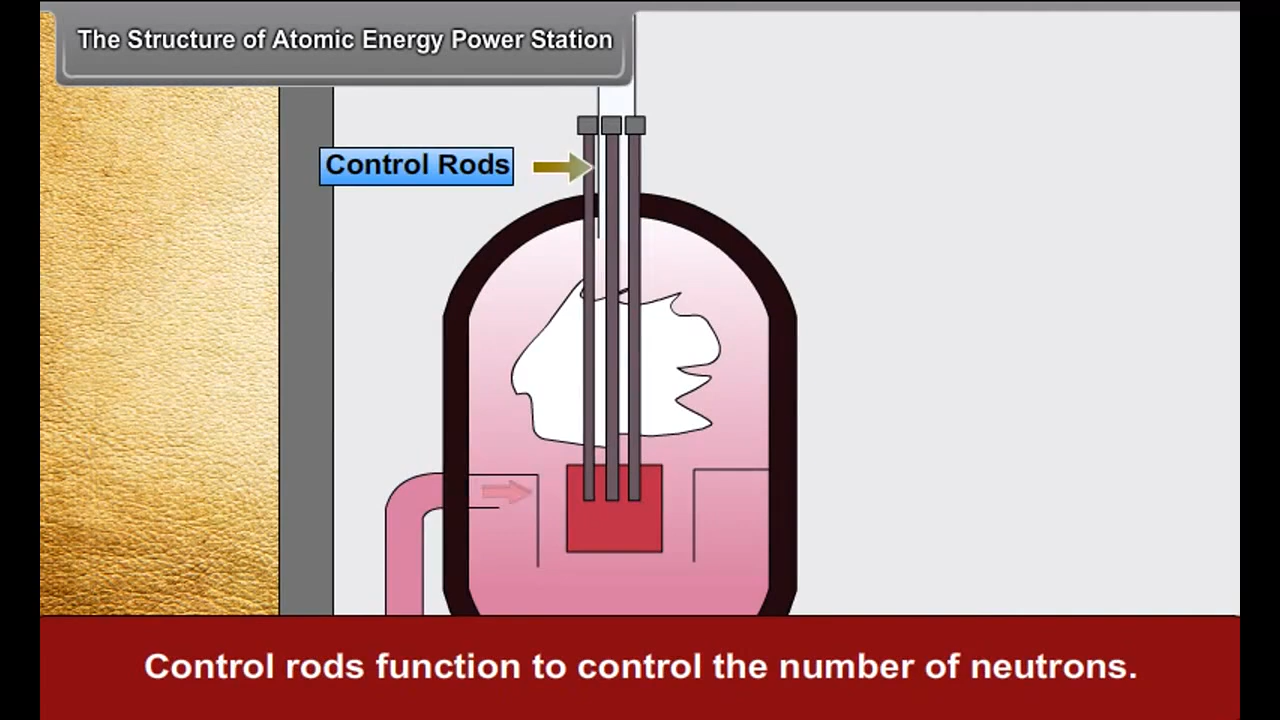 The Structure of Atomic Energy Power Station
Control Rods
Control rods function to control the number of neutrons.